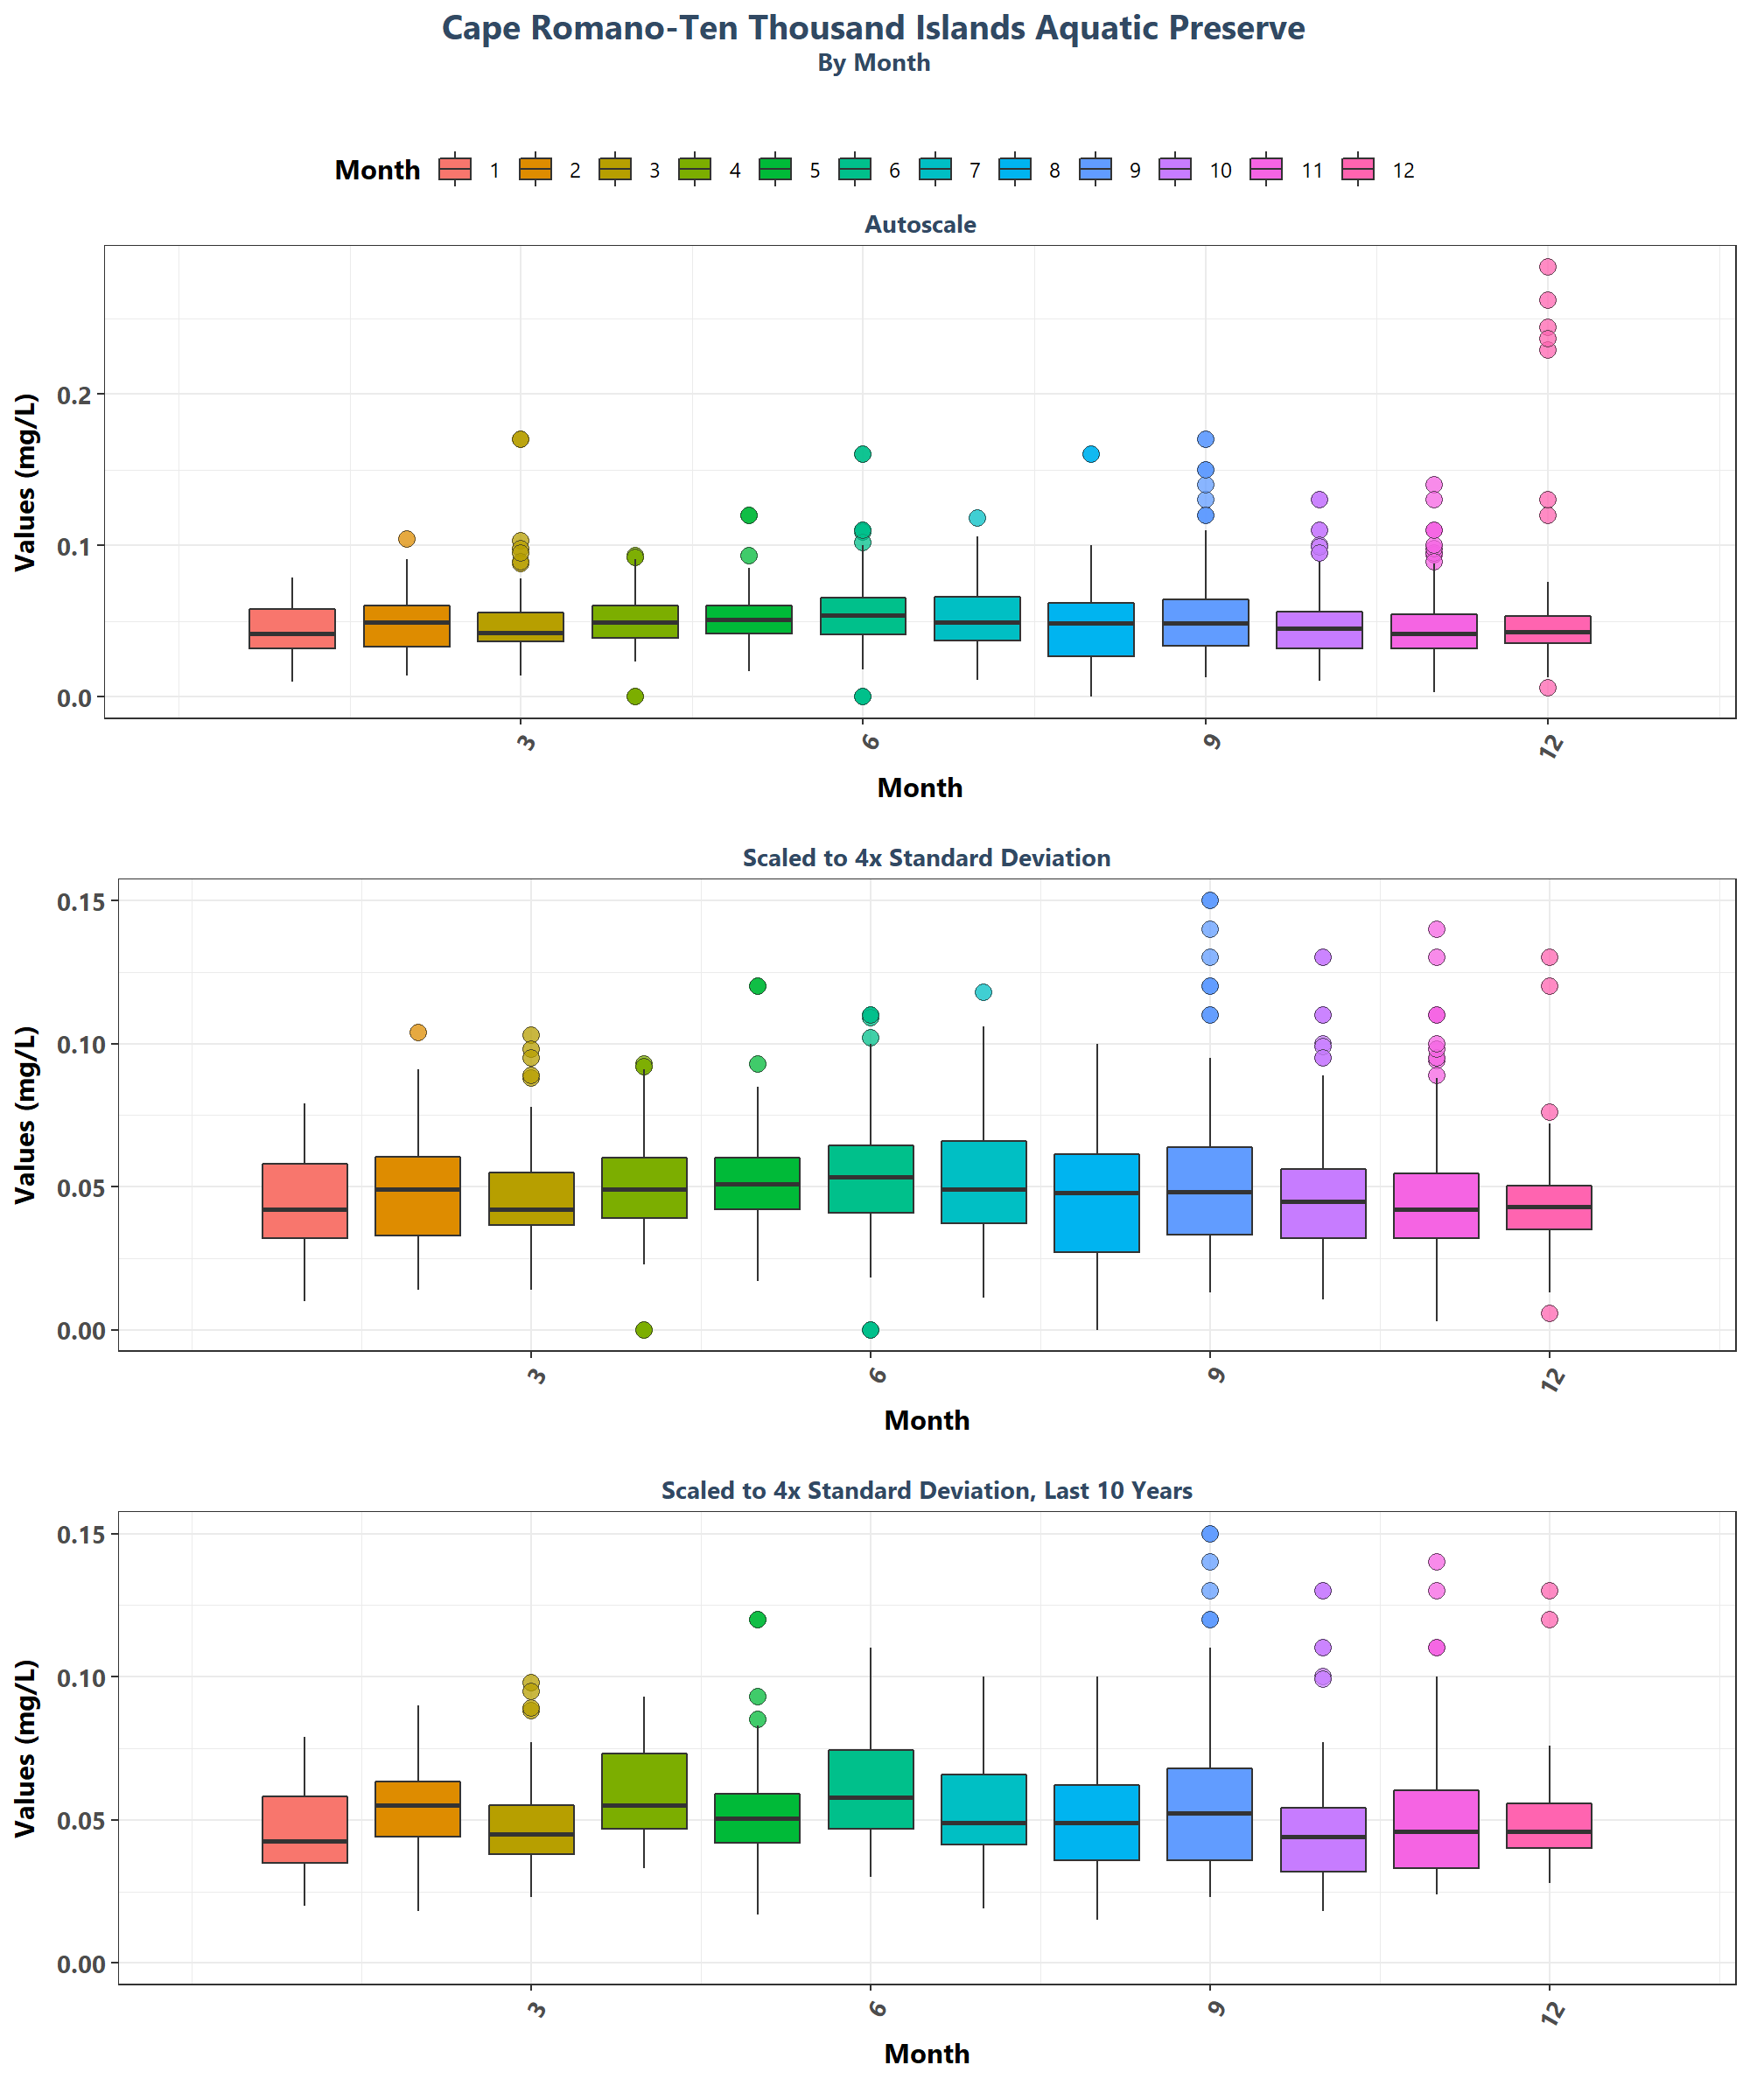 Cape Romano-Ten Thousand Islands Aquatic Preserve
By Month
Month 1 2 3 4 5 6 7 8 9 10 11 12
Autoscale
Values (mg/L)
0.2
0.1
0.0
3 6 9 12
Month
Scaled to 4x Standard Deviation
Values (mg/L)
0.15
0.10
0.05
0.00
3 6 9 12
Month
Scaled to 4x Standard Deviation, Last 10 Years
Values (mg/L)
0.15
0.10
0.05
0.00
3 6 9 12
Month